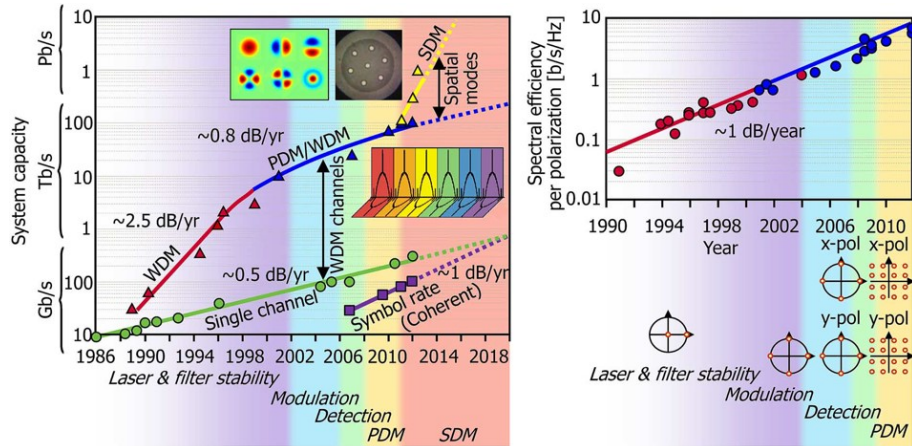 System capacity
Pb/s
Tb/s
Gb/s
10
1
100
10
1
100
10
1986
1990
1994
1998
2002
2006
2010
2014
2018
SDM
Spatial
modes
~0.8 dB/yr
PDM/WDM
~2.5 dB/yr
WDM
WDM channels
~0.5 dB/yr
Single channel
~1 dB/yr
Symbol rate
(Coherent)
Laser & filter stability
Modulation
Detection
PDM
SDM
Spectral efficiency
per polarization [b/s/Hz]
10
1
0.1
0.01
~1 dB/year
1990
1994
1998
2002
2006
2010
Year
x-pol
x-pol
y-pol
y-pol
Laser & filter stability
Modulation
Detection
PDM